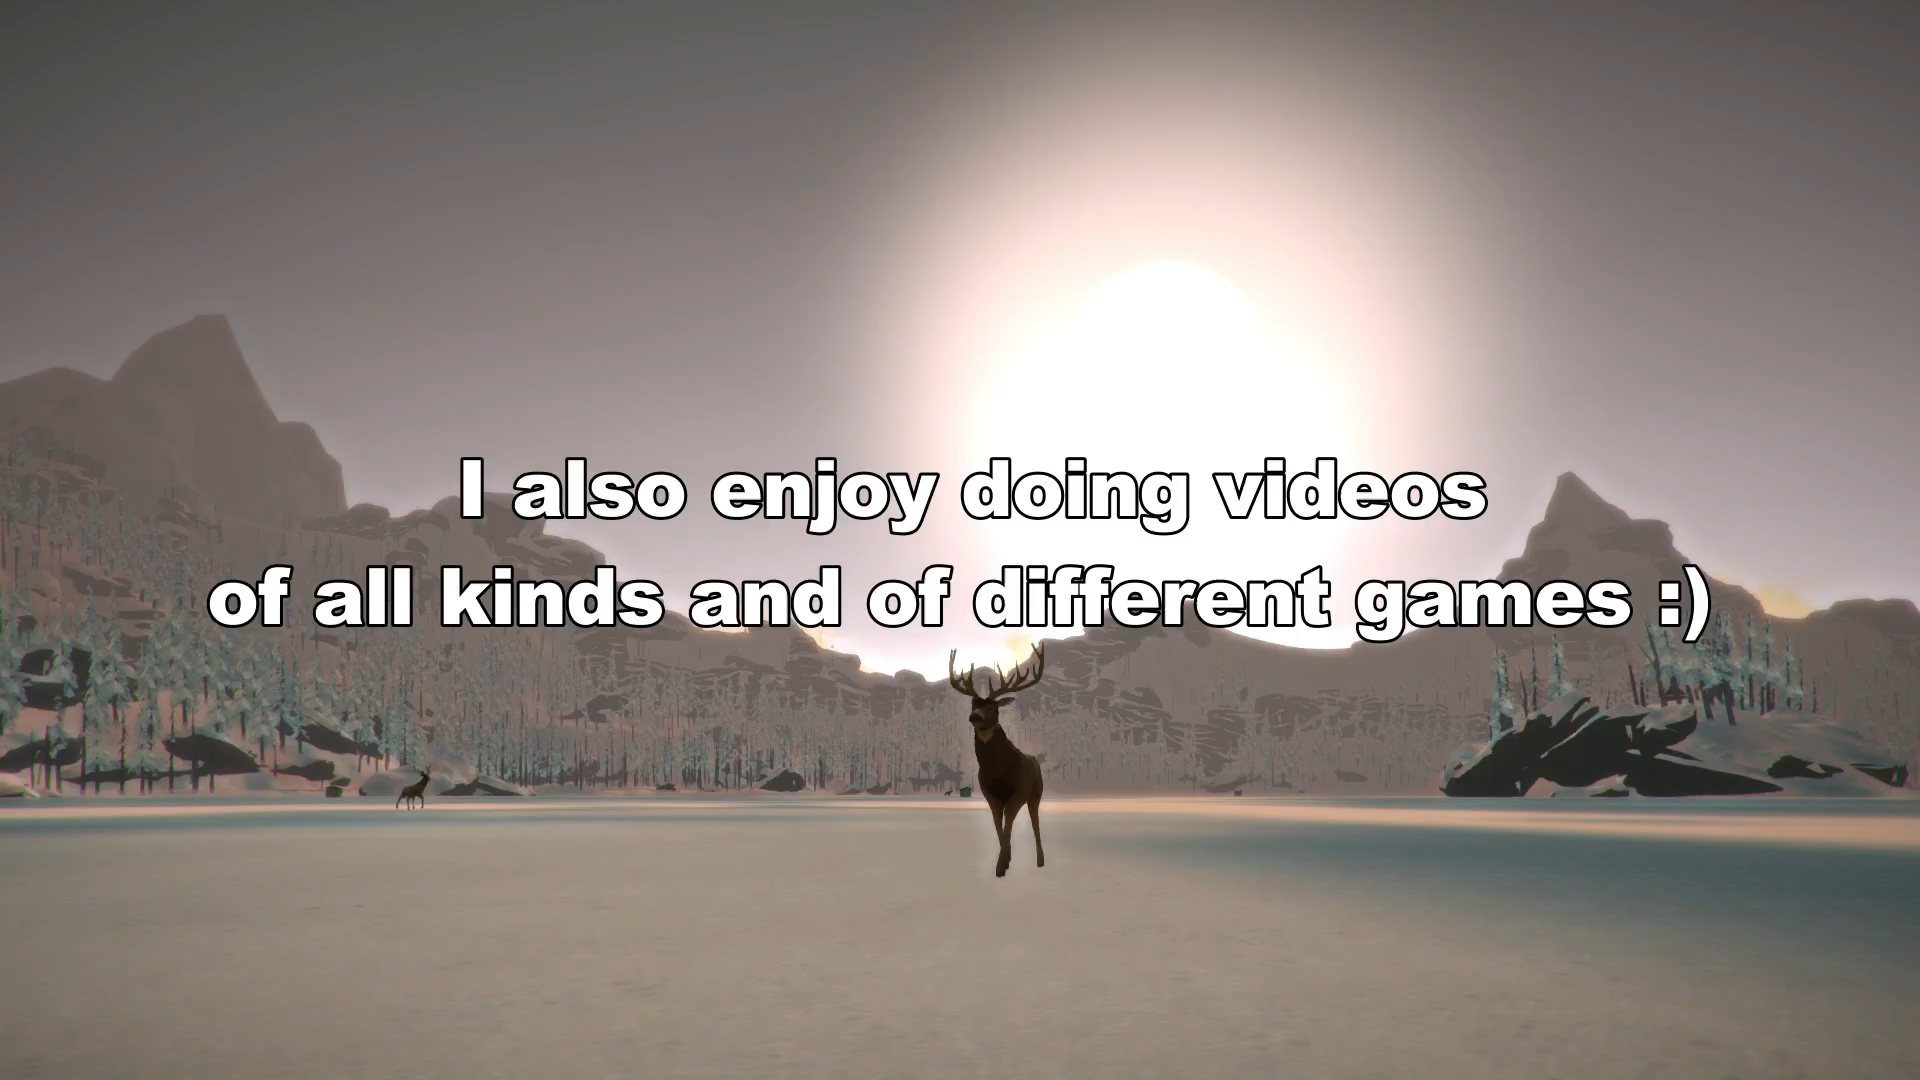 I also enjoy doing videos
of all kinds and of different games :)